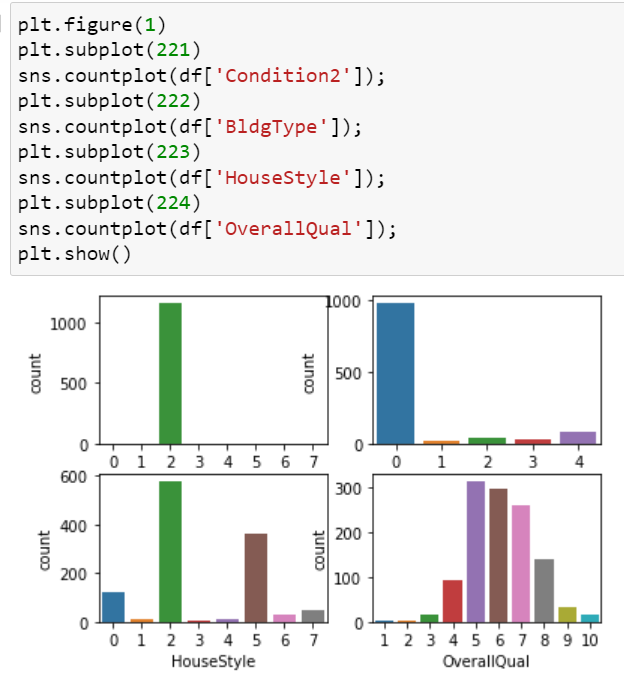 plt.figure(1)
plt.subplot(221)
sns.countplot(df['Condition2']);
plt.subplot(222)
sns.countplot(df['BldgType']);
plt.subplot(223)
sns.countplot(df['HouseStyle']);
plt.subplot(224)
sns.countplot(df['OverallQual']);
plt.show()
1000
500
0
count
0 1 2 3 4 5 6 7
1000
500
0
count
0 1 2 3 4
600
400
200
0
count
0 1 2 3 4 5 6 7
HouseStyle
300
200
100
0
count
1 2 3 4 5 6 7 8 9 10
OverallQual